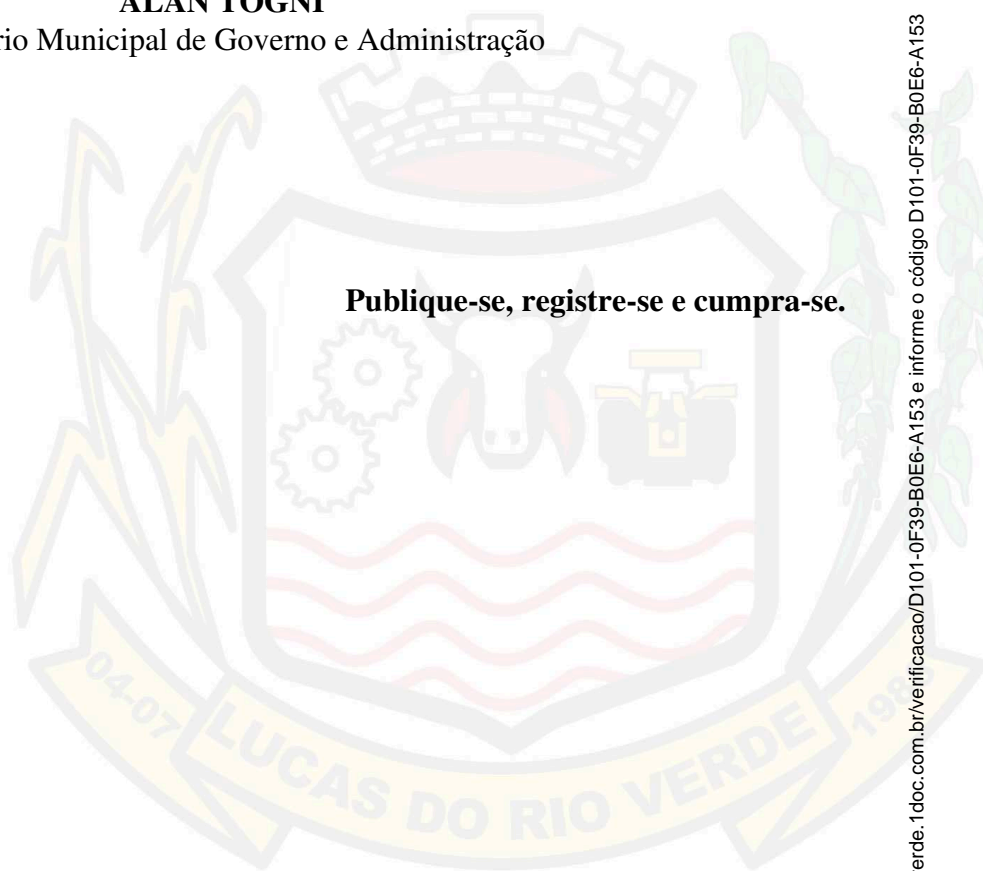 ALAN TOGNI
rio Municipal de Governo e Administração
Publique-se, registre-se e cumpra-se.
04-07 LUCAS DO RIO VERDE 1988
erde.1doc.com.br/verificacao/D101-0F39-B0E6-A153 e informe o código D101-0F39-B0E6-A153